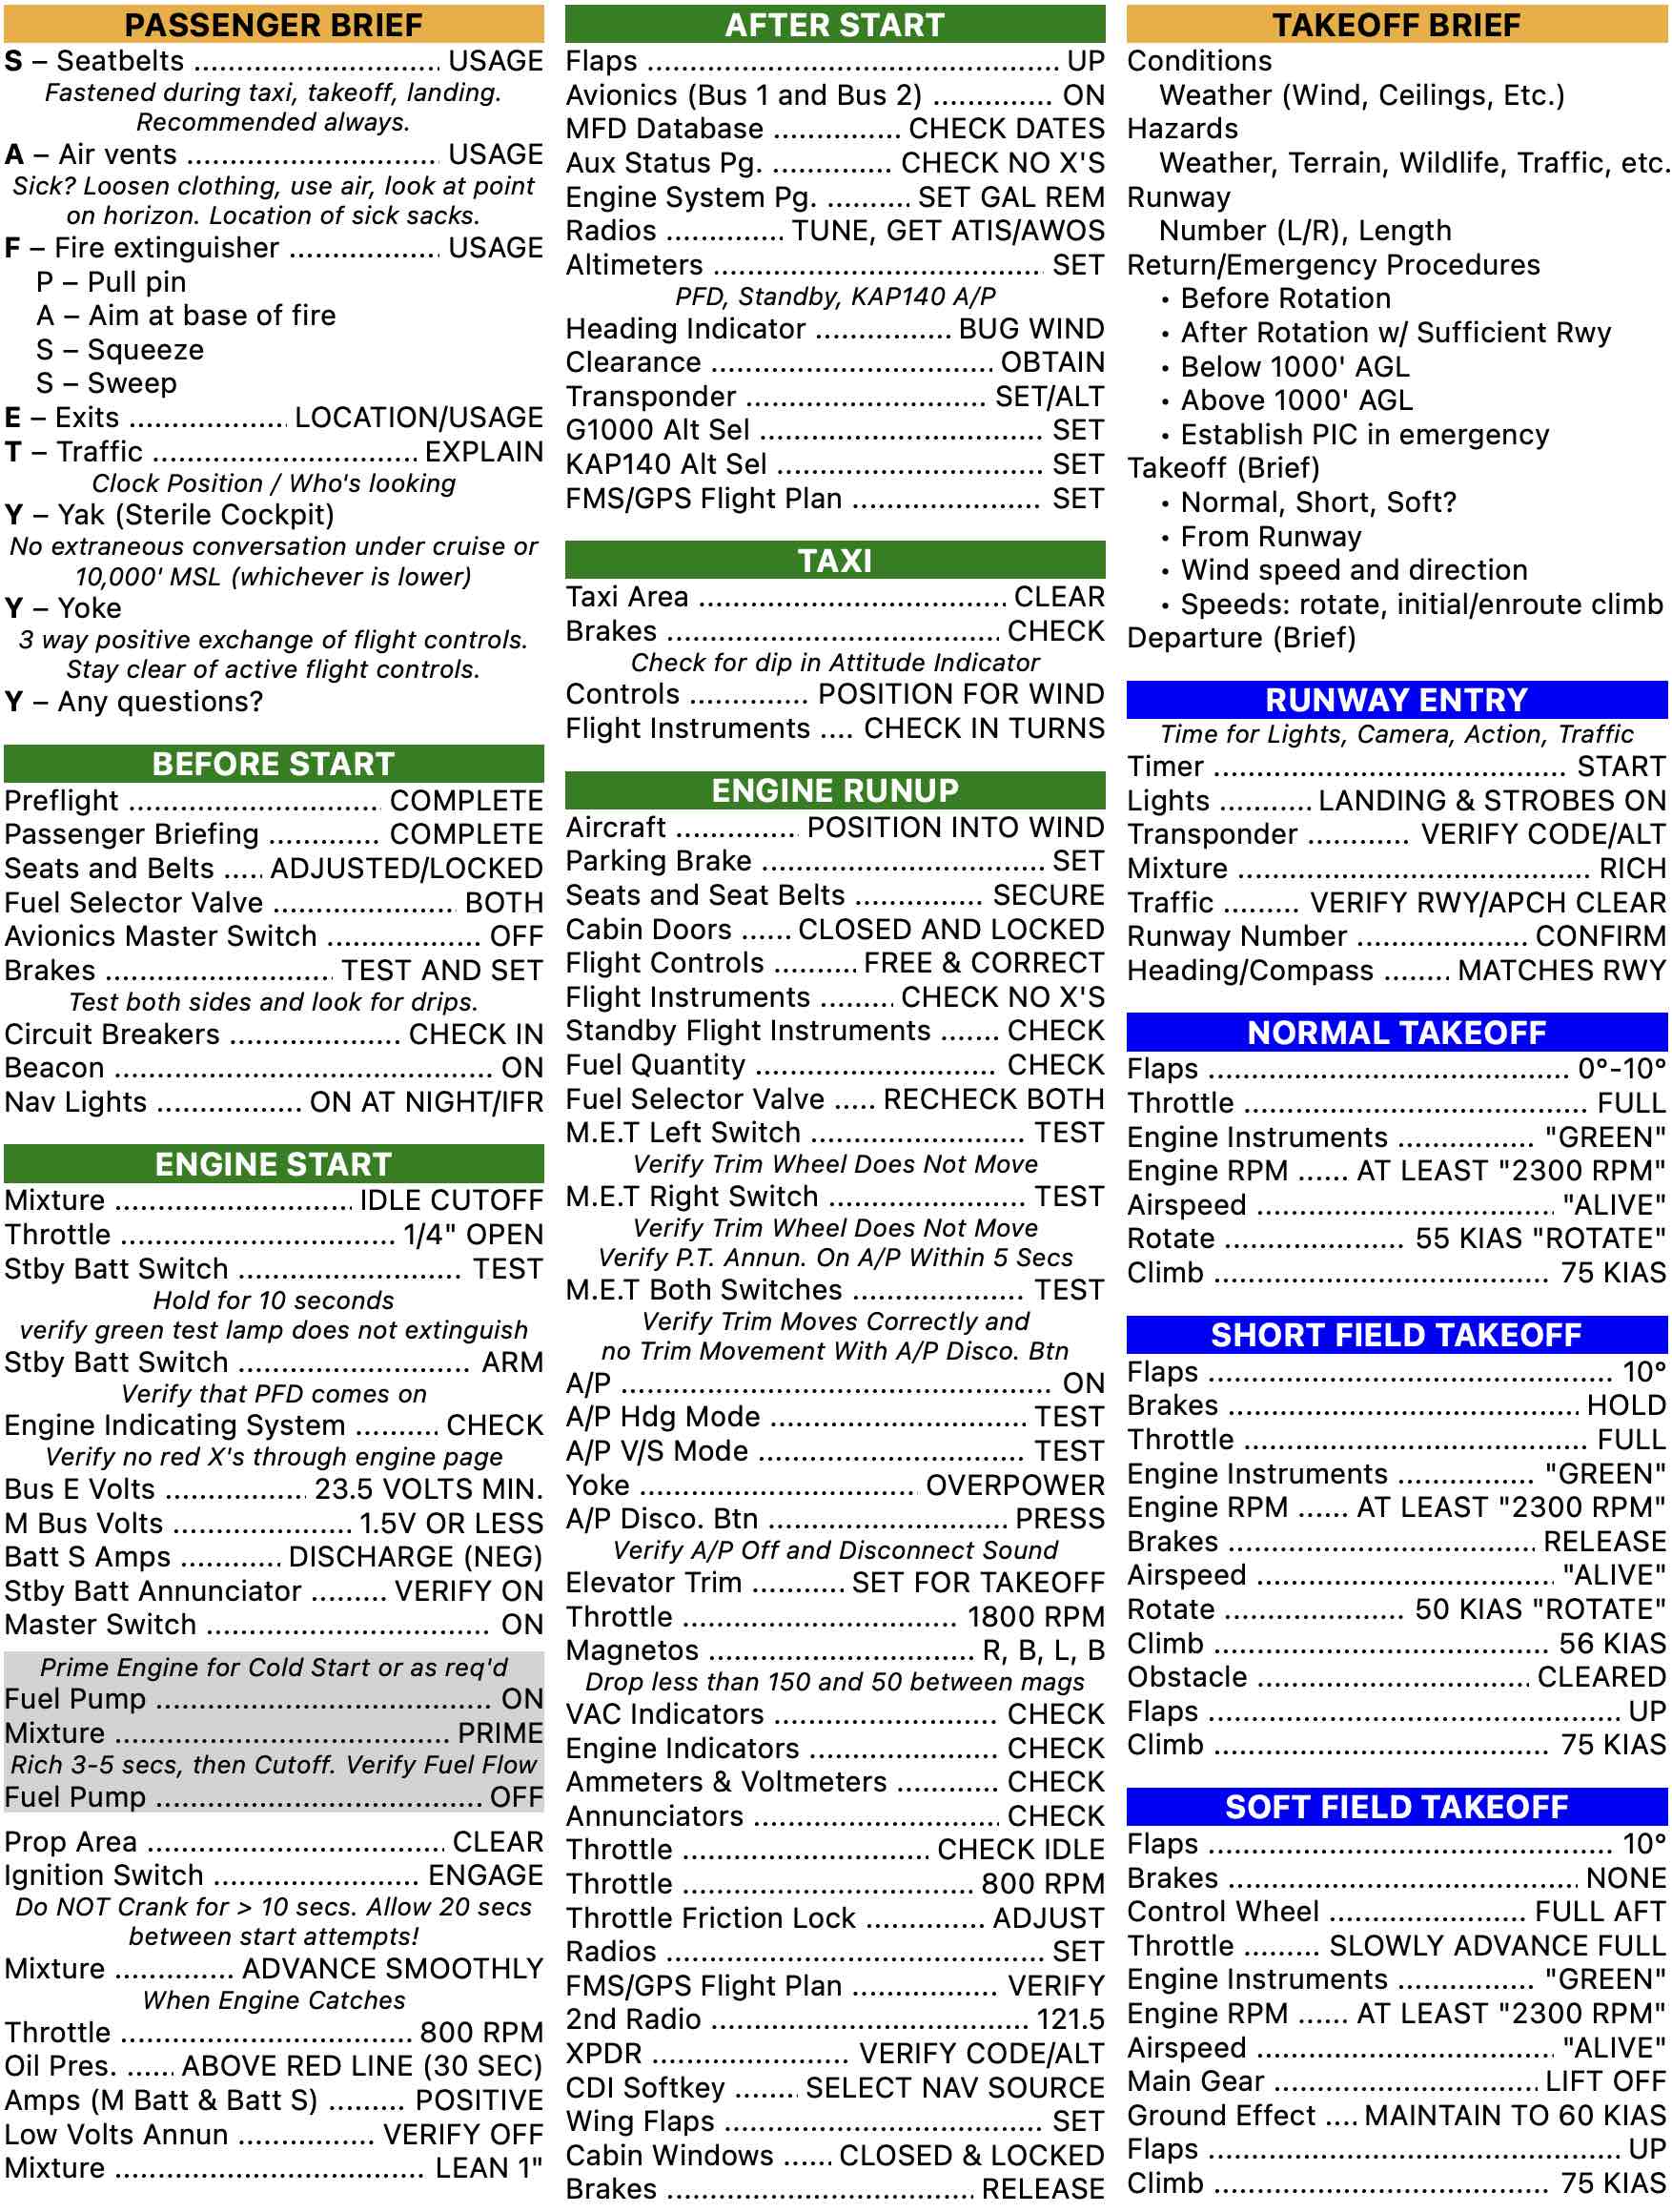 PASSENGER BRIEF
S – Seatbelts ............................. USAGE
Fastened during taxi, takeoff, landing.
Recommended always.
A – Air vents .............................. USAGE
Sick? Loosen clothing, use air, look at point
on horizon. Location of sick sacks.
F – Fire extinguisher .................. USAGE
P – Pull pin
A – Aim at base of fire
S – Squeeze
S – Sweep
E – Exits ................... LOCATION/USAGE
T – Traffic ................................ EXPLAIN
Clock Position / Who's looking
Y – Yak (Sterile Cockpit)
No extraneous conversation under cruise or
10,000' MSL (whichever is lower)
Y – Yoke
3 way positive exchange of flight controls.
Stay clear of active flight controls.
Y – Any questions?
BEFORE START
Preflight .............................. COMPLETE
Passenger Briefing ............. COMPLETE
Seats and Belts ..... ADJUSTED/LOCKED
Fuel Selector Valve ...................... BOTH
Avionics Master Switch .................. OFF
Brakes ........................... TEST AND SET
Test both sides and look for drips.
Circuit Breakers .................... CHECK IN
Beacon ............................................ ON
Nav Lights ................. ON AT NIGHT/IFR
ENGINE START
Mixture ............................ IDLE CUTOFF
Throttle ................................ 1/4" OPEN
Stby Batt Switch .......................... TEST
Hold for 10 seconds
verify green test lamp does not extinguish
Stby Batt Switch ........................... ARM
Verify that PFD comes on
Engine Indicating System .......... CHECK
Verify no red X's through engine page
Bus E Volts ................. 23.5 VOLTS MIN.
M Bus Volts ..................... 1.5V OR LESS
Batt S Amps ............ DISCHARGE (NEG)
Stby Batt Annunciator ......... VERIFY ON
Master Switch ................................. ON
Prime Engine for Cold Start or as req'd
Fuel Pump ....................................... ON
Mixture ....................................... PRIME
Rich 3-5 secs, then Cutoff. Verify Fuel Flow
Fuel Pump ...................................... OFF
Prop Area ................................... CLEAR
Ignition Switch ......................... ENGAGE
Do NOT Crank for > 10 secs. Allow 20 secs
between start attempts!
Mixture .............. ADVANCE SMOOTHLY
When Engine Catches
Throttle .................................. 800 RPM
Oil Pres. ...... ABOVE RED LINE (30 SEC)
Amps (M Batt & Batt S) ......... POSITIVE
Low Volts Annun ................ VERIFY OFF
Mixture .................................... LEAN 1"
AFTER START
Flaps ................................................ UP
Avionics (Bus 1 and Bus 2) .............. ON
MFD Database ............... CHECK DATES
Aux Status Pg. .............. CHECK NO X'S
Engine System Pg. .......... SET GAL REM
Radios .............. TUNE, GET ATIS/AWOS
Altimeters ...................................... SET
PFD, Standby, KAP140 A/P
Heading Indicator ................ BUG WIND
Clearance ................................. OBTAIN
Transponder ............................ SET/ALT
G1000 Alt Sel ................................. SET
KAP140 Alt Sel ............................... SET
FMS/GPS Flight Plan ...................... SET
TAXI
Taxi Area .................................... CLEAR
Brakes ....................................... CHECK
Check for dip in Attitude Indicator
Controls .............. POSITION FOR WIND
Flight Instruments .... CHECK IN TURNS
ENGINE RUNUP
Aircraft .............. POSITION INTO WIND
Parking Brake ................................. SET
Seats and Seat Belts ............... SECURE
Cabin Doors ...... CLOSED AND LOCKED
Flight Controls .......... FREE & CORRECT
Flight Instruments ......... CHECK NO X'S
Standby Flight Instruments ....... CHECK
Fuel Quantity ............................ CHECK
Fuel Selector Valve ..... RECHECK BOTH
M.E.T Left Switch ......................... TEST
Verify Trim Wheel Does Not Move
M.E.T Right Switch ....................... TEST
Verify Trim Wheel Does Not Move
Verify P.T. Annun. On A/P Within 5 Secs
M.E.T Both Switches .................... TEST
Verify Trim Moves Correctly and
no Trim Movement With A/P Disco. Btn
A/P .................................................. ON
A/P Hdg Mode .............................. TEST
A/P V/S Mode ............................... TEST
Yoke ................................. OVERPOWER
A/P Disco. Btn ............................ PRESS
Verify A/P Off and Disconnect Sound
Elevator Trim ........... SET FOR TAKEOFF
Throttle ................................ 1800 RPM
Magnetos ............................... R, B, L, B
Drop less than 150 and 50 between mags
VAC Indicators .......................... CHECK
Engine Indicators ...................... CHECK
Ammeters & Voltmeters ............ CHECK
Annunciators ............................. CHECK
Throttle ............................. CHECK IDLE
Throttle .................................. 800 RPM
Throttle Friction Lock .............. ADJUST
Radios ............................................ SET
FMS/GPS Flight Plan ................. VERIFY
2nd Radio ..................................... 121.5
XPDR ....................... VERIFY CODE/ALT
CDI Softkey ........ SELECT NAV SOURCE
Wing Flaps ..................................... SET
Cabin Windows ...... CLOSED & LOCKED
Brakes .................................... RELEASE
TAKEOFF BRIEF
Conditions
Weather (Wind, Ceilings, Etc.)
Hazards
Weather, Terrain, Wildlife, Traffic, etc.
Runway
Number (L/R), Length
Return/Emergency Procedures
• Before Rotation
• After Rotation w/ Sufficient Rwy
• Below 1000' AGL
• Above 1000' AGL
• Establish PIC in emergency
Takeoff (Brief)
• Normal, Short, Soft?
• From Runway
• Wind speed and direction
• Speeds: rotate, initial/enroute climb
Departure (Brief)
RUNWAY ENTRY
Time for Lights, Camera, Action, Traffic
Timer ......................................... START
Lights ........... LANDING & STROBES ON
Transponder ............ VERIFY CODE/ALT
Mixture ......................................... RICH
Traffic ......... VERIFY RWY/APCH CLEAR
Runway Number .................... CONFIRM
Heading/Compass ........ MATCHES RWY
NORMAL TAKEOFF
Flaps .......................................... 0°-10°
Throttle ........................................ FULL
Engine Instruments ................ "GREEN"
Engine RPM ...... AT LEAST "2300 RPM"
Airspeed ................................... "ALIVE"
Rotate ..................... 55 KIAS "ROTATE"
Climb ....................................... 75 KIAS
SHORT FIELD TAKEOFF
Flaps ............................................... 10°
Brakes ......................................... HOLD
Throttle ........................................ FULL
Engine Instruments ................ "GREEN"
Engine RPM ...... AT LEAST "2300 RPM"
Brakes .................................... RELEASE
Airspeed ................................... "ALIVE"
Rotate ..................... 50 KIAS "ROTATE"
Climb ....................................... 56 KIAS
Obstacle ................................. CLEARED
Flaps ................................................ UP
Climb ....................................... 75 KIAS
SOFT FIELD TAKEOFF
Flaps ............................................... 10°
Brakes ......................................... NONE
Control Wheel ....................... FULL AFT
Throttle ......... SLOWLY ADVANCE FULL
Engine Instruments ................ "GREEN"
Engine RPM ...... AT LEAST "2300 RPM"
Airspeed ................................... "ALIVE"
Main Gear ............................... LIFT OFF
Ground Effect .... MAINTAIN TO 60 KIAS
Flaps ................................................ UP
Climb ....................................... 75 KIAS